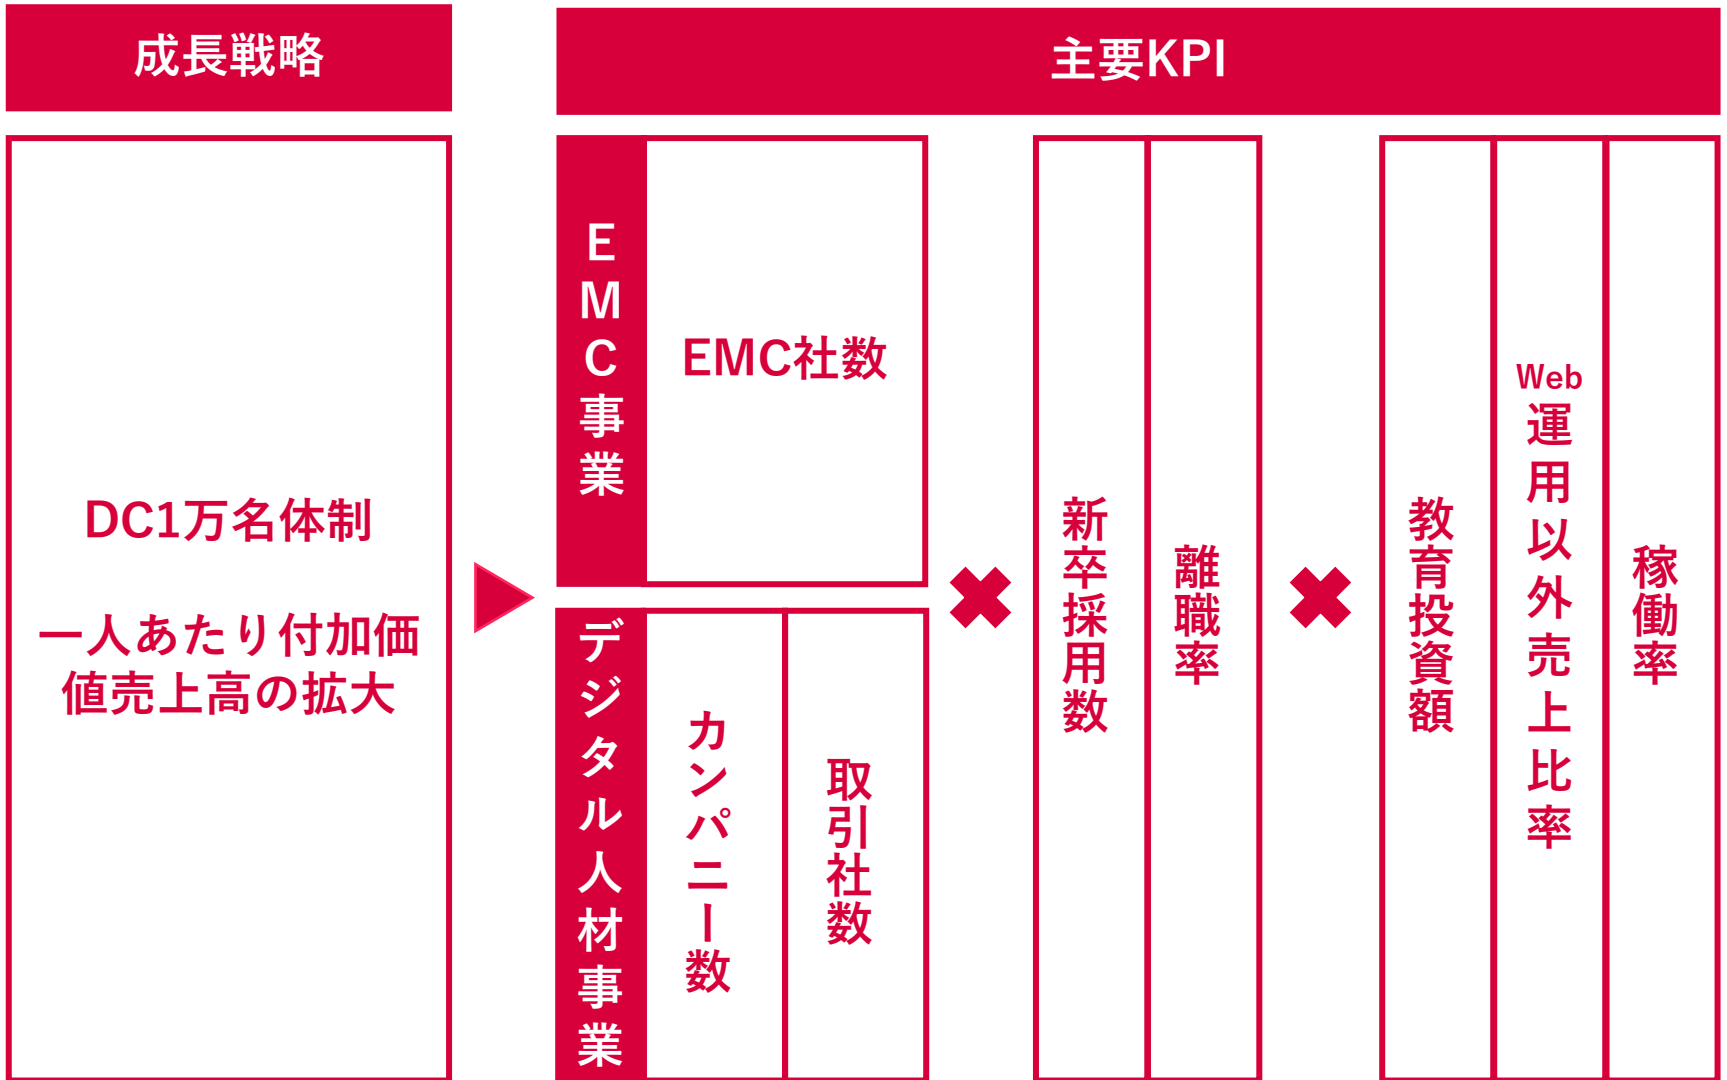 成長戦略
主要KPI
DC1万名体制
一人あたり付加価
値売上高の拡大
EMC事業
EMC社数
デジタル人材事業
カンパニー数
取引社数
新卒採用数
離職率
教育投資額
Web運用以外売上比率
稼働率